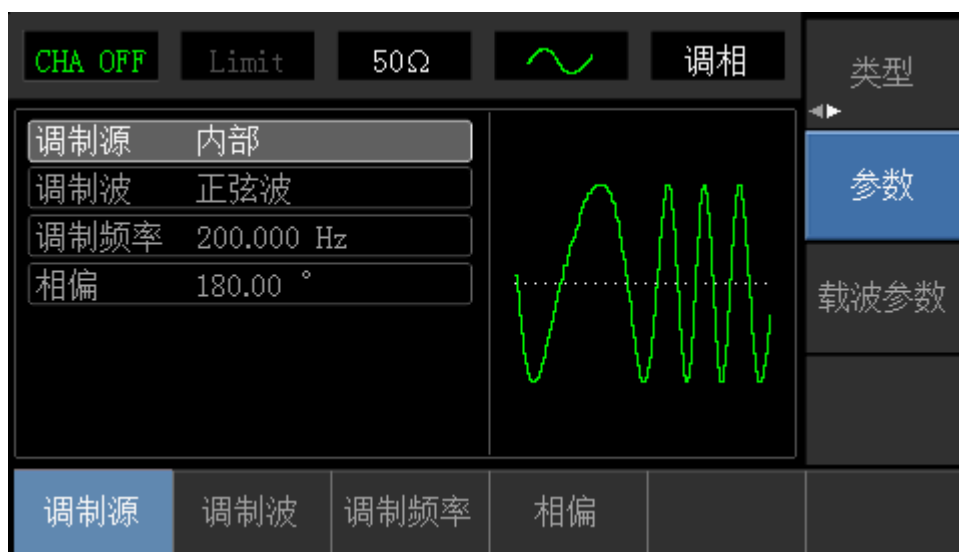 CHA OFF Limit 50Ω 调相 类型
调制源 内部
调制波 正弦波
调制频率 200.000 Hz
相偏 180.00 °
参数
载波参数
调制源 调制波 调制频率 相偏